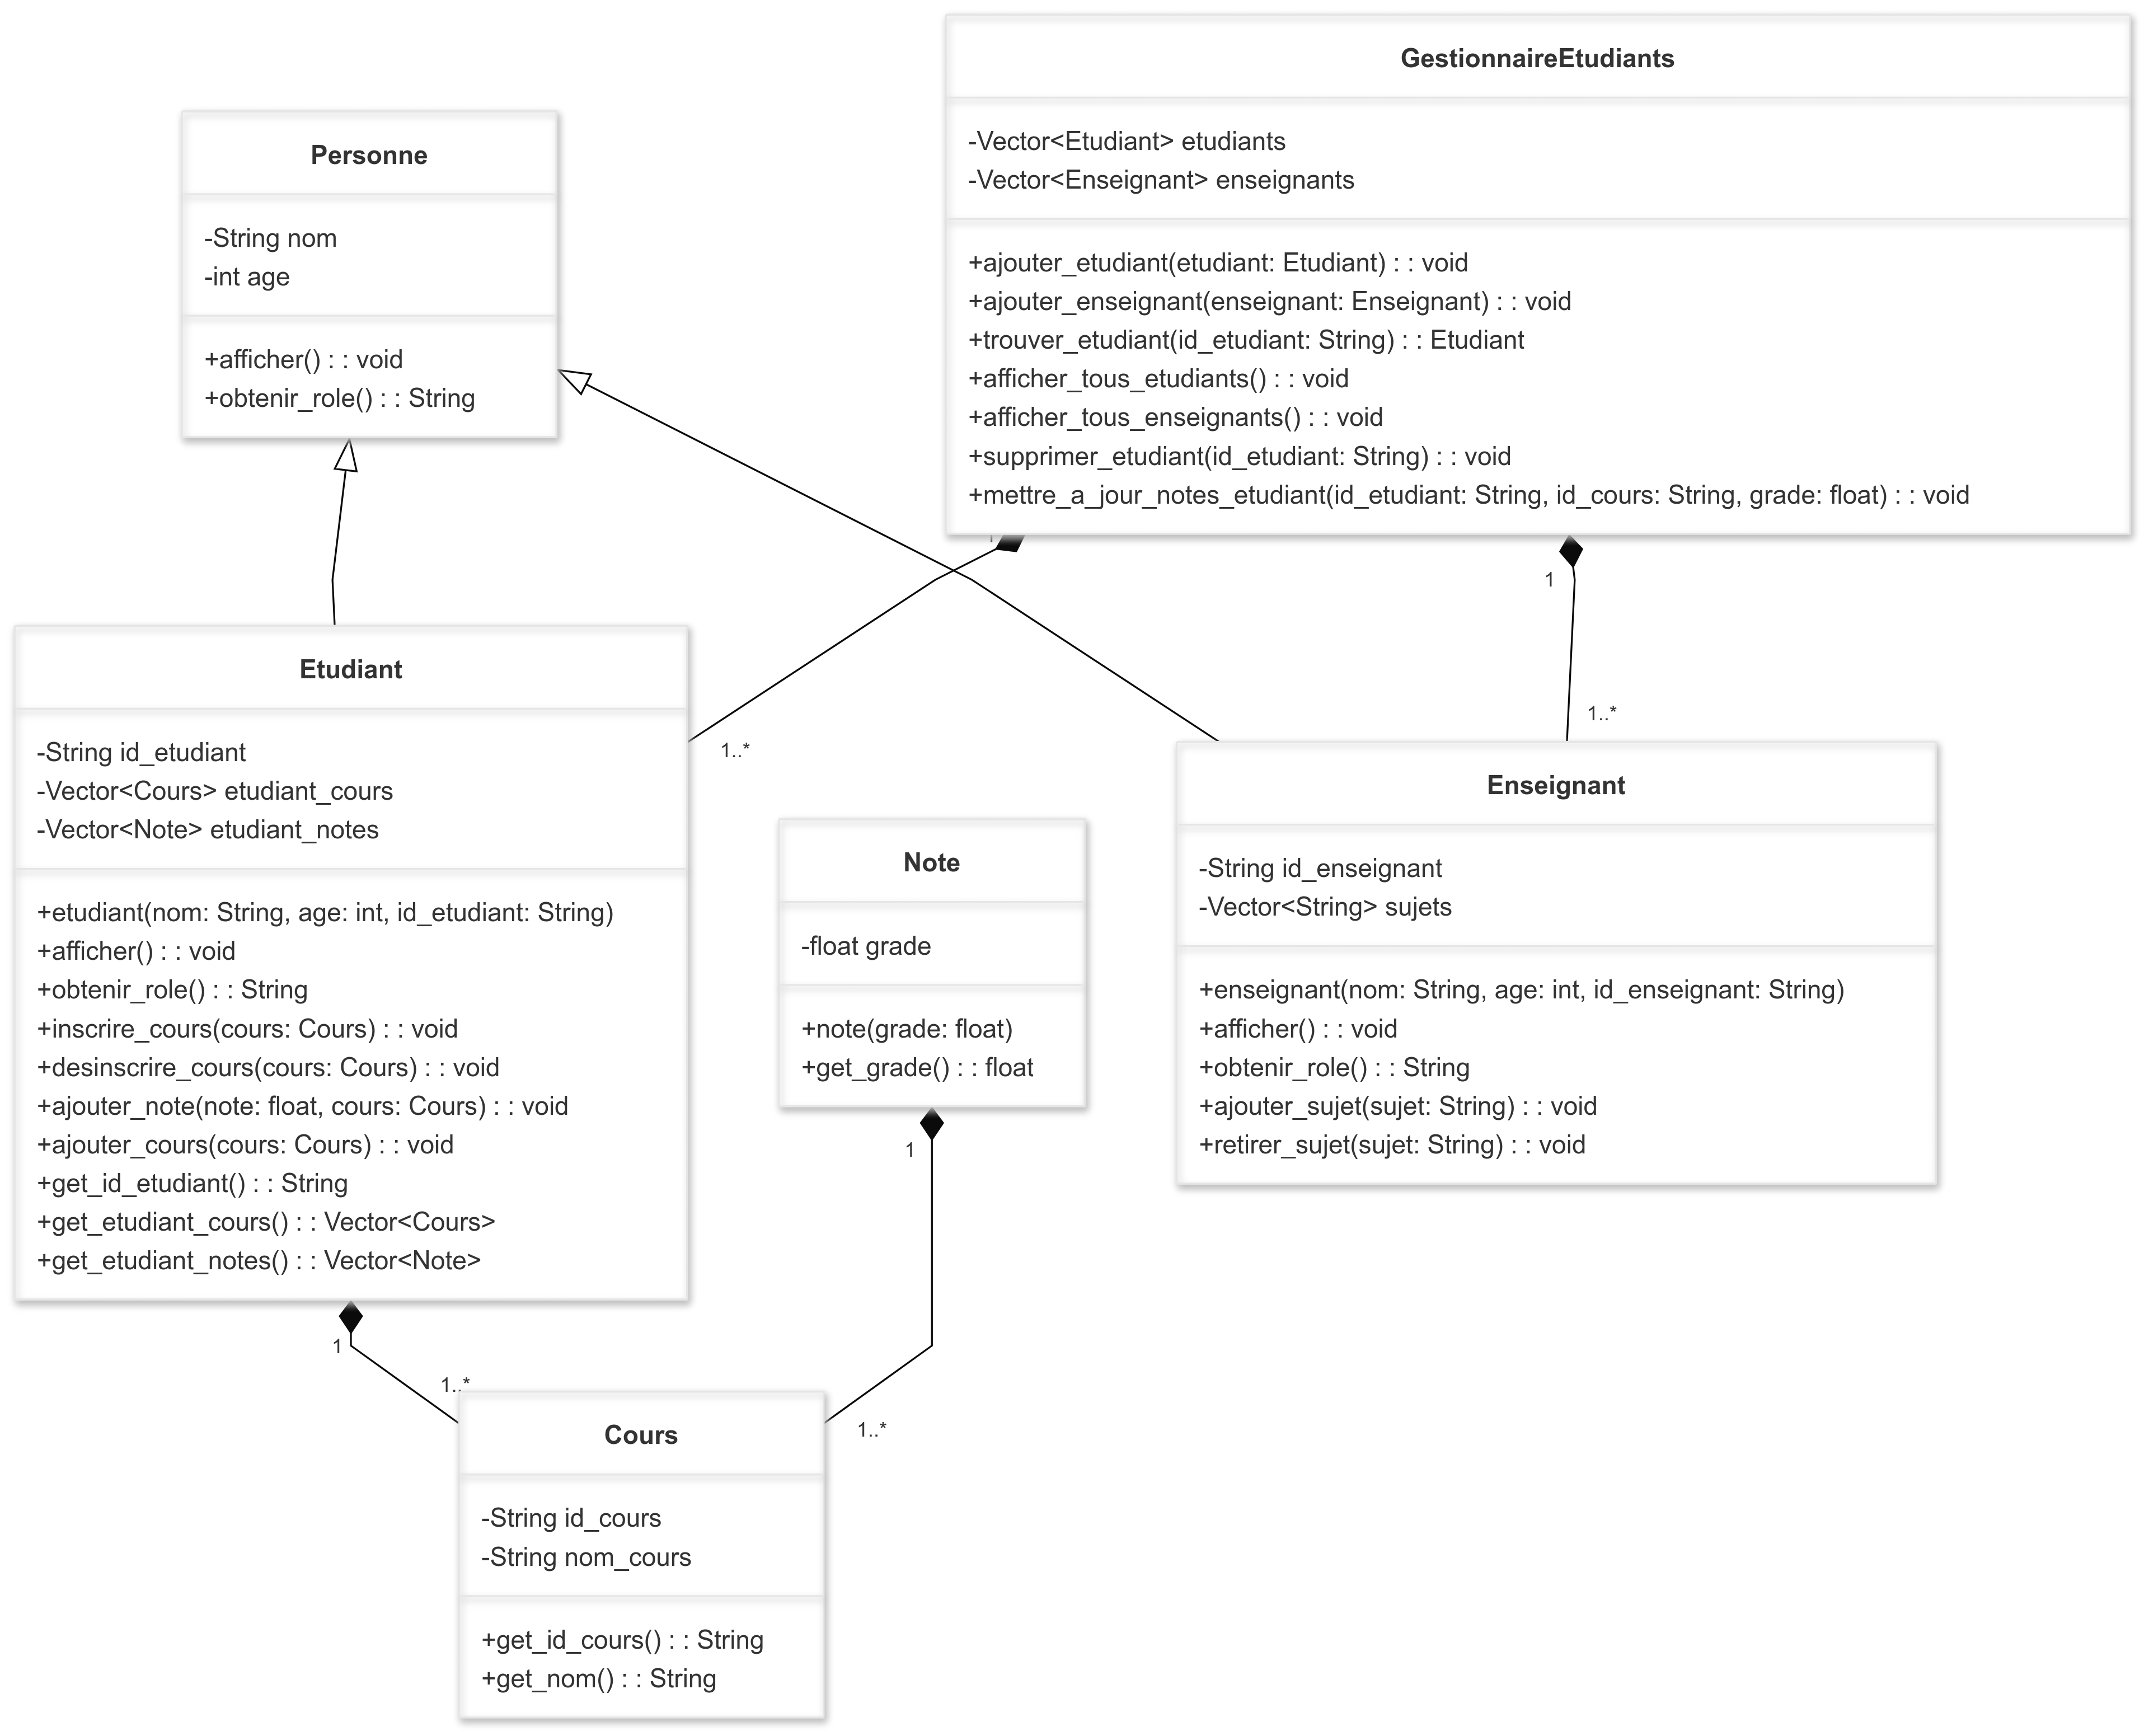 GestionnaireEtudiants
-Vector<Etudiant> etudiants
-Vector<Enseignant> enseignants
+ajouter_etudiant(etudiant: Etudiant) : : void
+ajouter_enseignant(enseignant: Enseignant) : : void
+trouver_etudiant(id_etudiant: String) : : Etudiant
+afficher_tous_etudiants() : : void
+afficher_tous_enseignants() : : void
+supprimer_etudiant(id_etudiant: String) : : void
+mettre_a_jour_notes_etudiant(id_etudiant: String, id_cours: String, grade: float) : : void
Personne
-String nom
-int age
+afficher() : : void
+obtenir_role() : : String
1
1
1..*
1..*
Etudiant
-String id_etudiant
-Vector<Cours> etudiant_cours
-Vector<Note> etudiant_notes
+etudiant(nom: String, age: int, id_etudiant: String)
+afficher() : : void
+obtenir_role() : : String
+inscrire_cours(cours: Cours) : : void
+desinscrire_cours(cours: Cours) : : void
+ajouter_note(note: float, cours: Cours) : : void
+ajouter_cours(cours: Cours) : : void
+get_id_etudiant() : : String
+get_etudiant_cours() : : Vector<Cours>
+get_etudiant_notes() : : Vector<Note>
Note
-float grade
+note(grade: float)
+get_grade() : : float
1
Enseignant
-String id_enseignant
-Vector<String> sujets
+enseignant(nom: String, age: int, id_enseignant: String)
+afficher() : : void
+obtenir_role() : : String
+ajouter_sujet(sujet: String) : : void
+retirer_sujet(sujet: String) : : void
1
1..*
1..*
Cours
-String id_cours
-String nom_cours
+get_id_cours() : : String
+get_nom() : : String